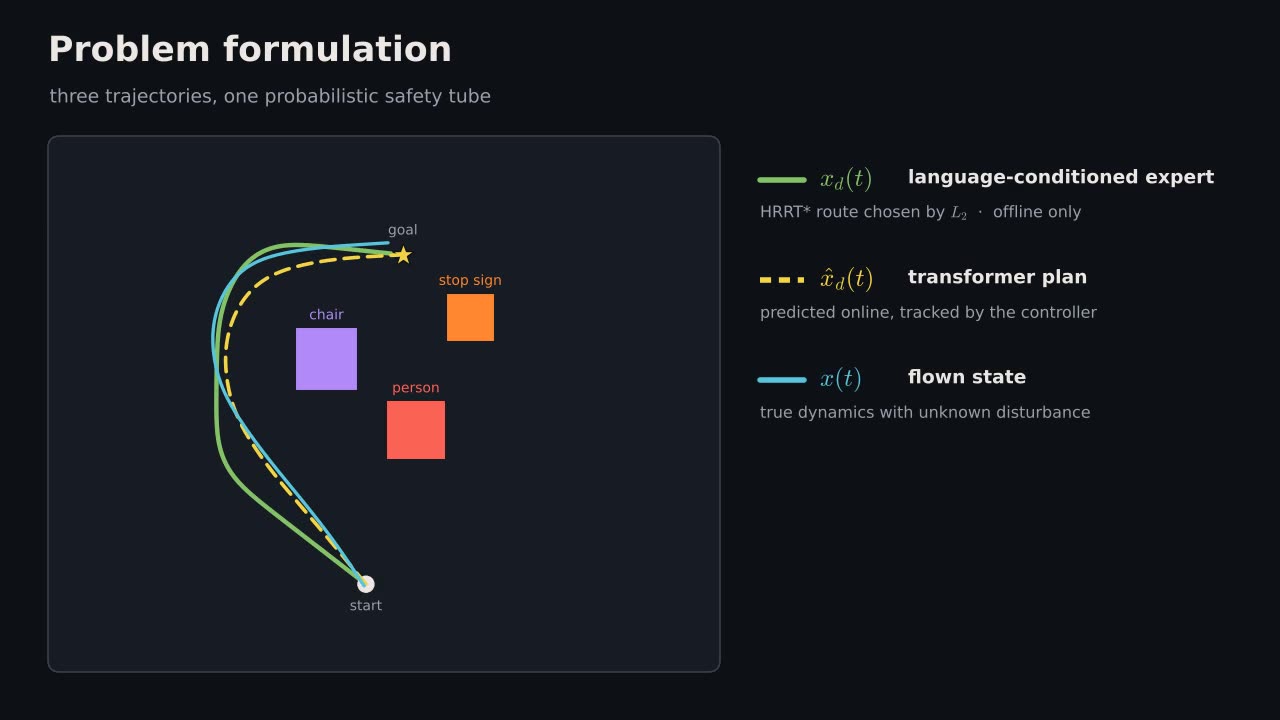 Problem formulation
three trajectories, one probabilistic safety tube
goal
stop sign
chair
person
start
x_d(t) language-conditioned expert
HRRT* route chosen by L₂ · offline only
x̂_d(t) transformer plan
predicted online, tracked by the controller
x(t) flown state
true dynamics with unknown disturbance